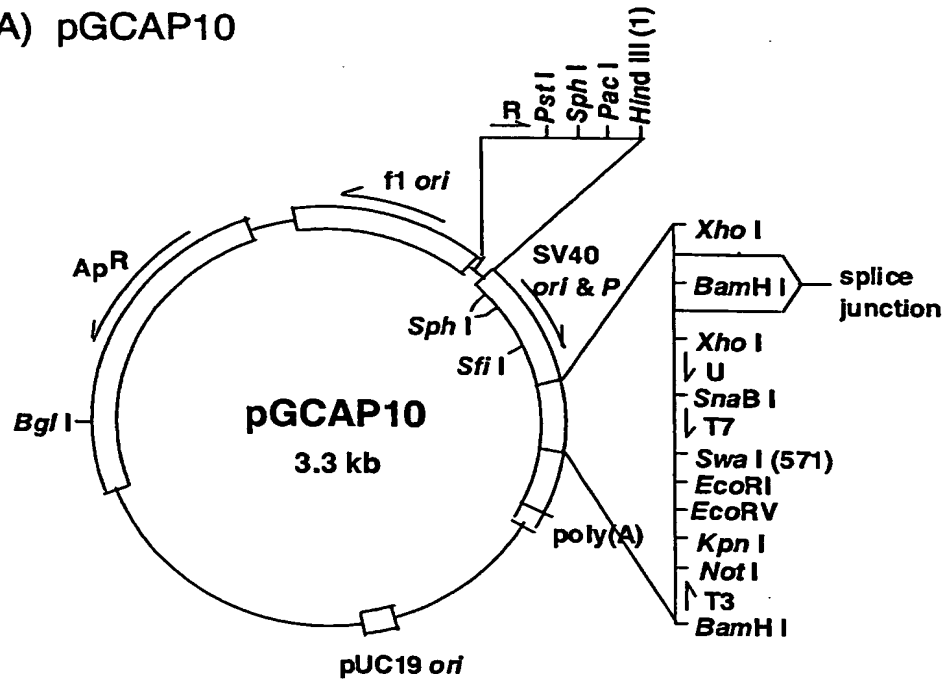 A) pGCAP10
R
Pst I
Sph I
Pac I
Hind III (1)
f1 ori
ApR
SV40
ori & P
Sph I
Sfi I
Bgl I
pGCAP10
3.3 kb
poly(A)
pUC19 ori
Xho I
BamH I
splice
junction
Xho I
U
SnaB I
T7
Swa I (571)
EcoRI
EcoRV
Kpn I
Not I
T3
BamH I